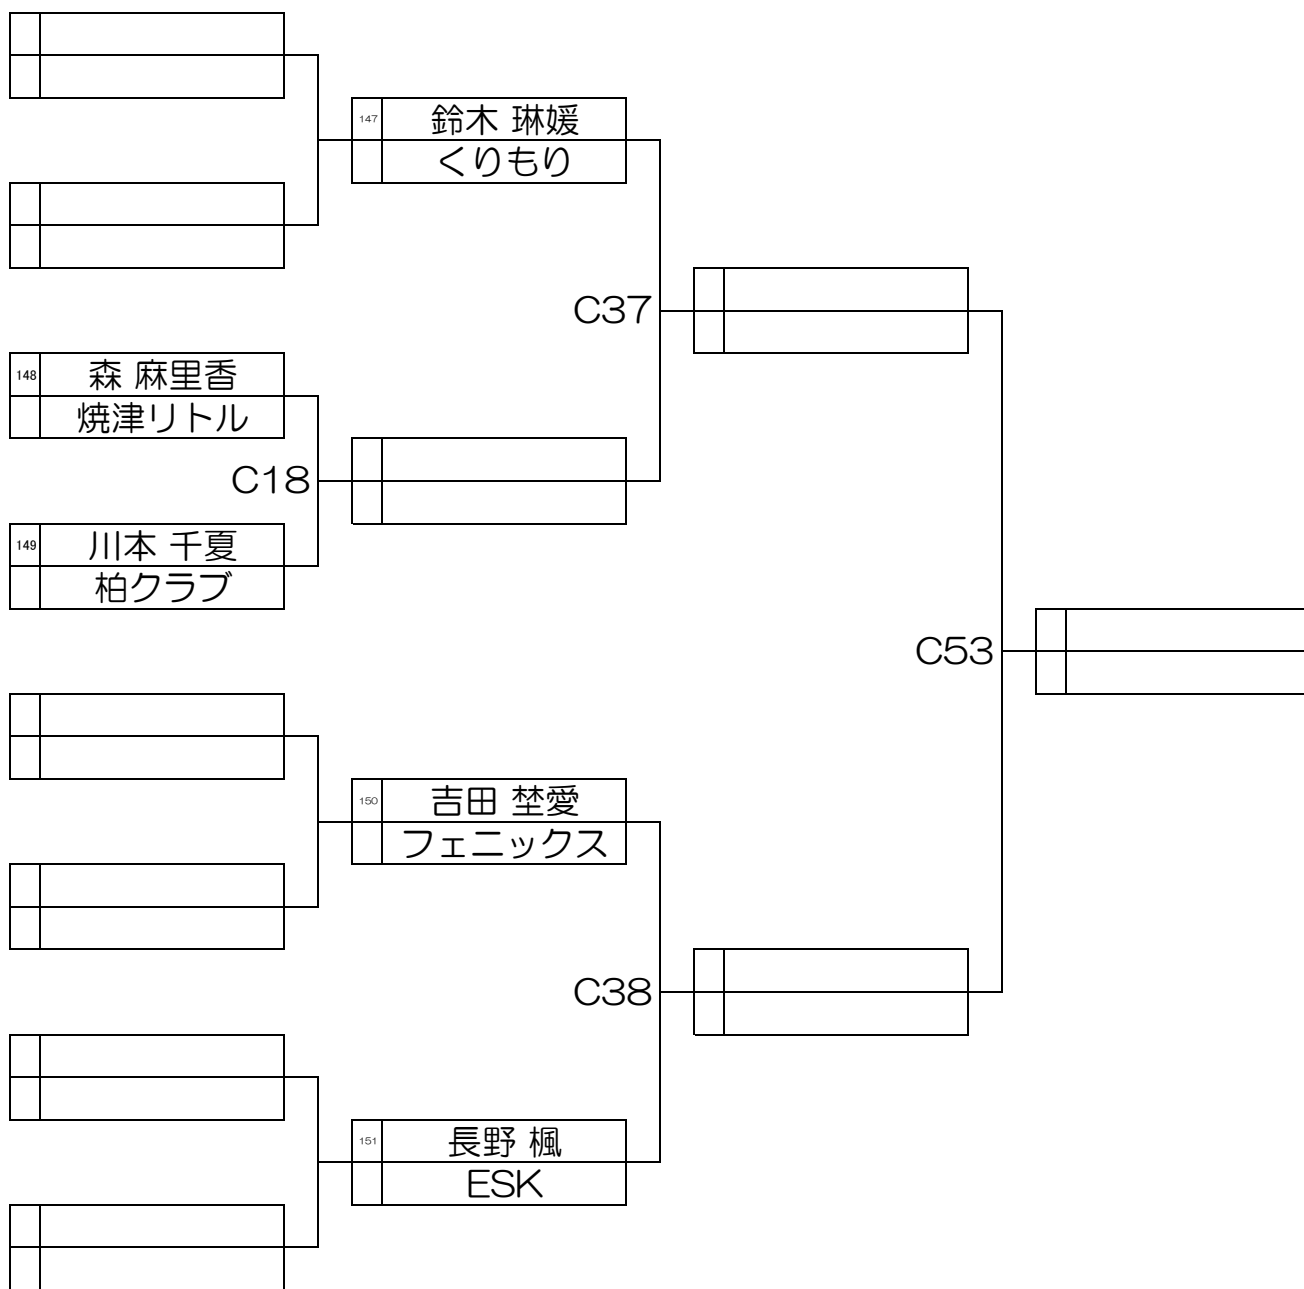 147
鈴木 琳媛
くりもり
C37
148
森 麻里香
焼津リトル
C18
149
川本 千夏
柏クラブ
C53
150
吉田 埜愛
フェニックス
C38
151
長野 楓
ESK